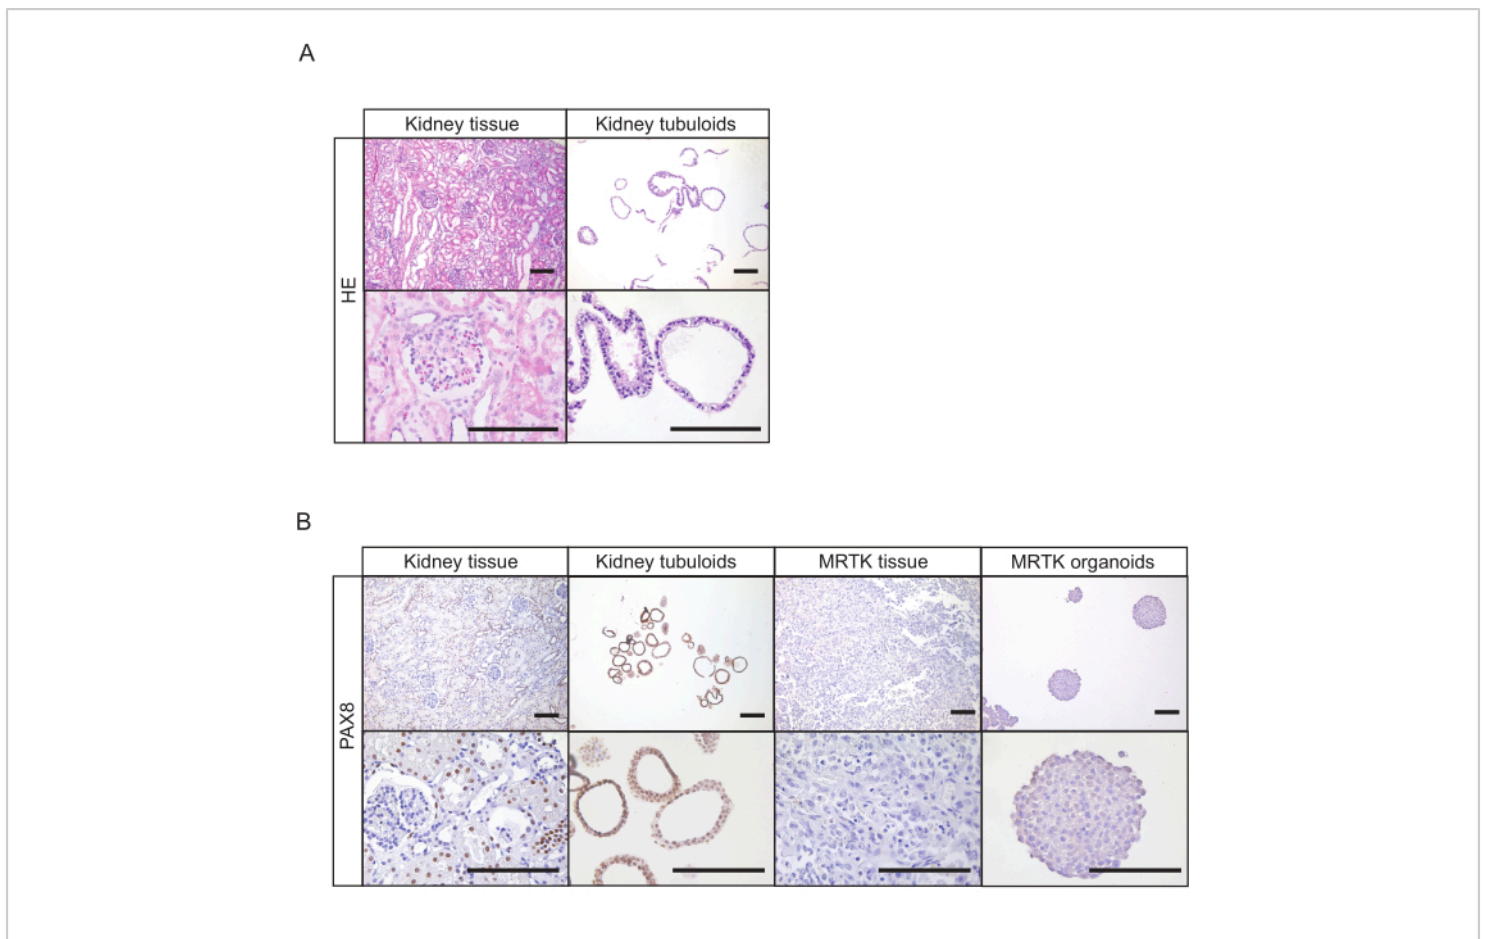 A
Kidney tissue
Kidney tubuloids
HE
B
Kidney tissue
Kidney tubuloids
MRTK tissue
MRTK organoids
PAX8